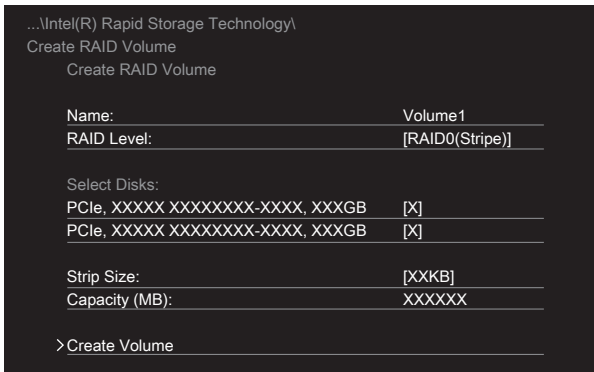 ...\Intel(R) Rapid Storage Technology\
Create RAID Volume
Create RAID Volume
Name: Volume1
RAID Level: [RAID0(Stripe)]
Select Disks:
PCIe, XXXXX XXXXXXXX-XXXX, XXXGB [X]
PCIe, XXXXX XXXXXXXX-XXXX, XXXGB [X]
Strip Size: [XXKB]
Capacity (MB): XXXXXX
>Create Volume